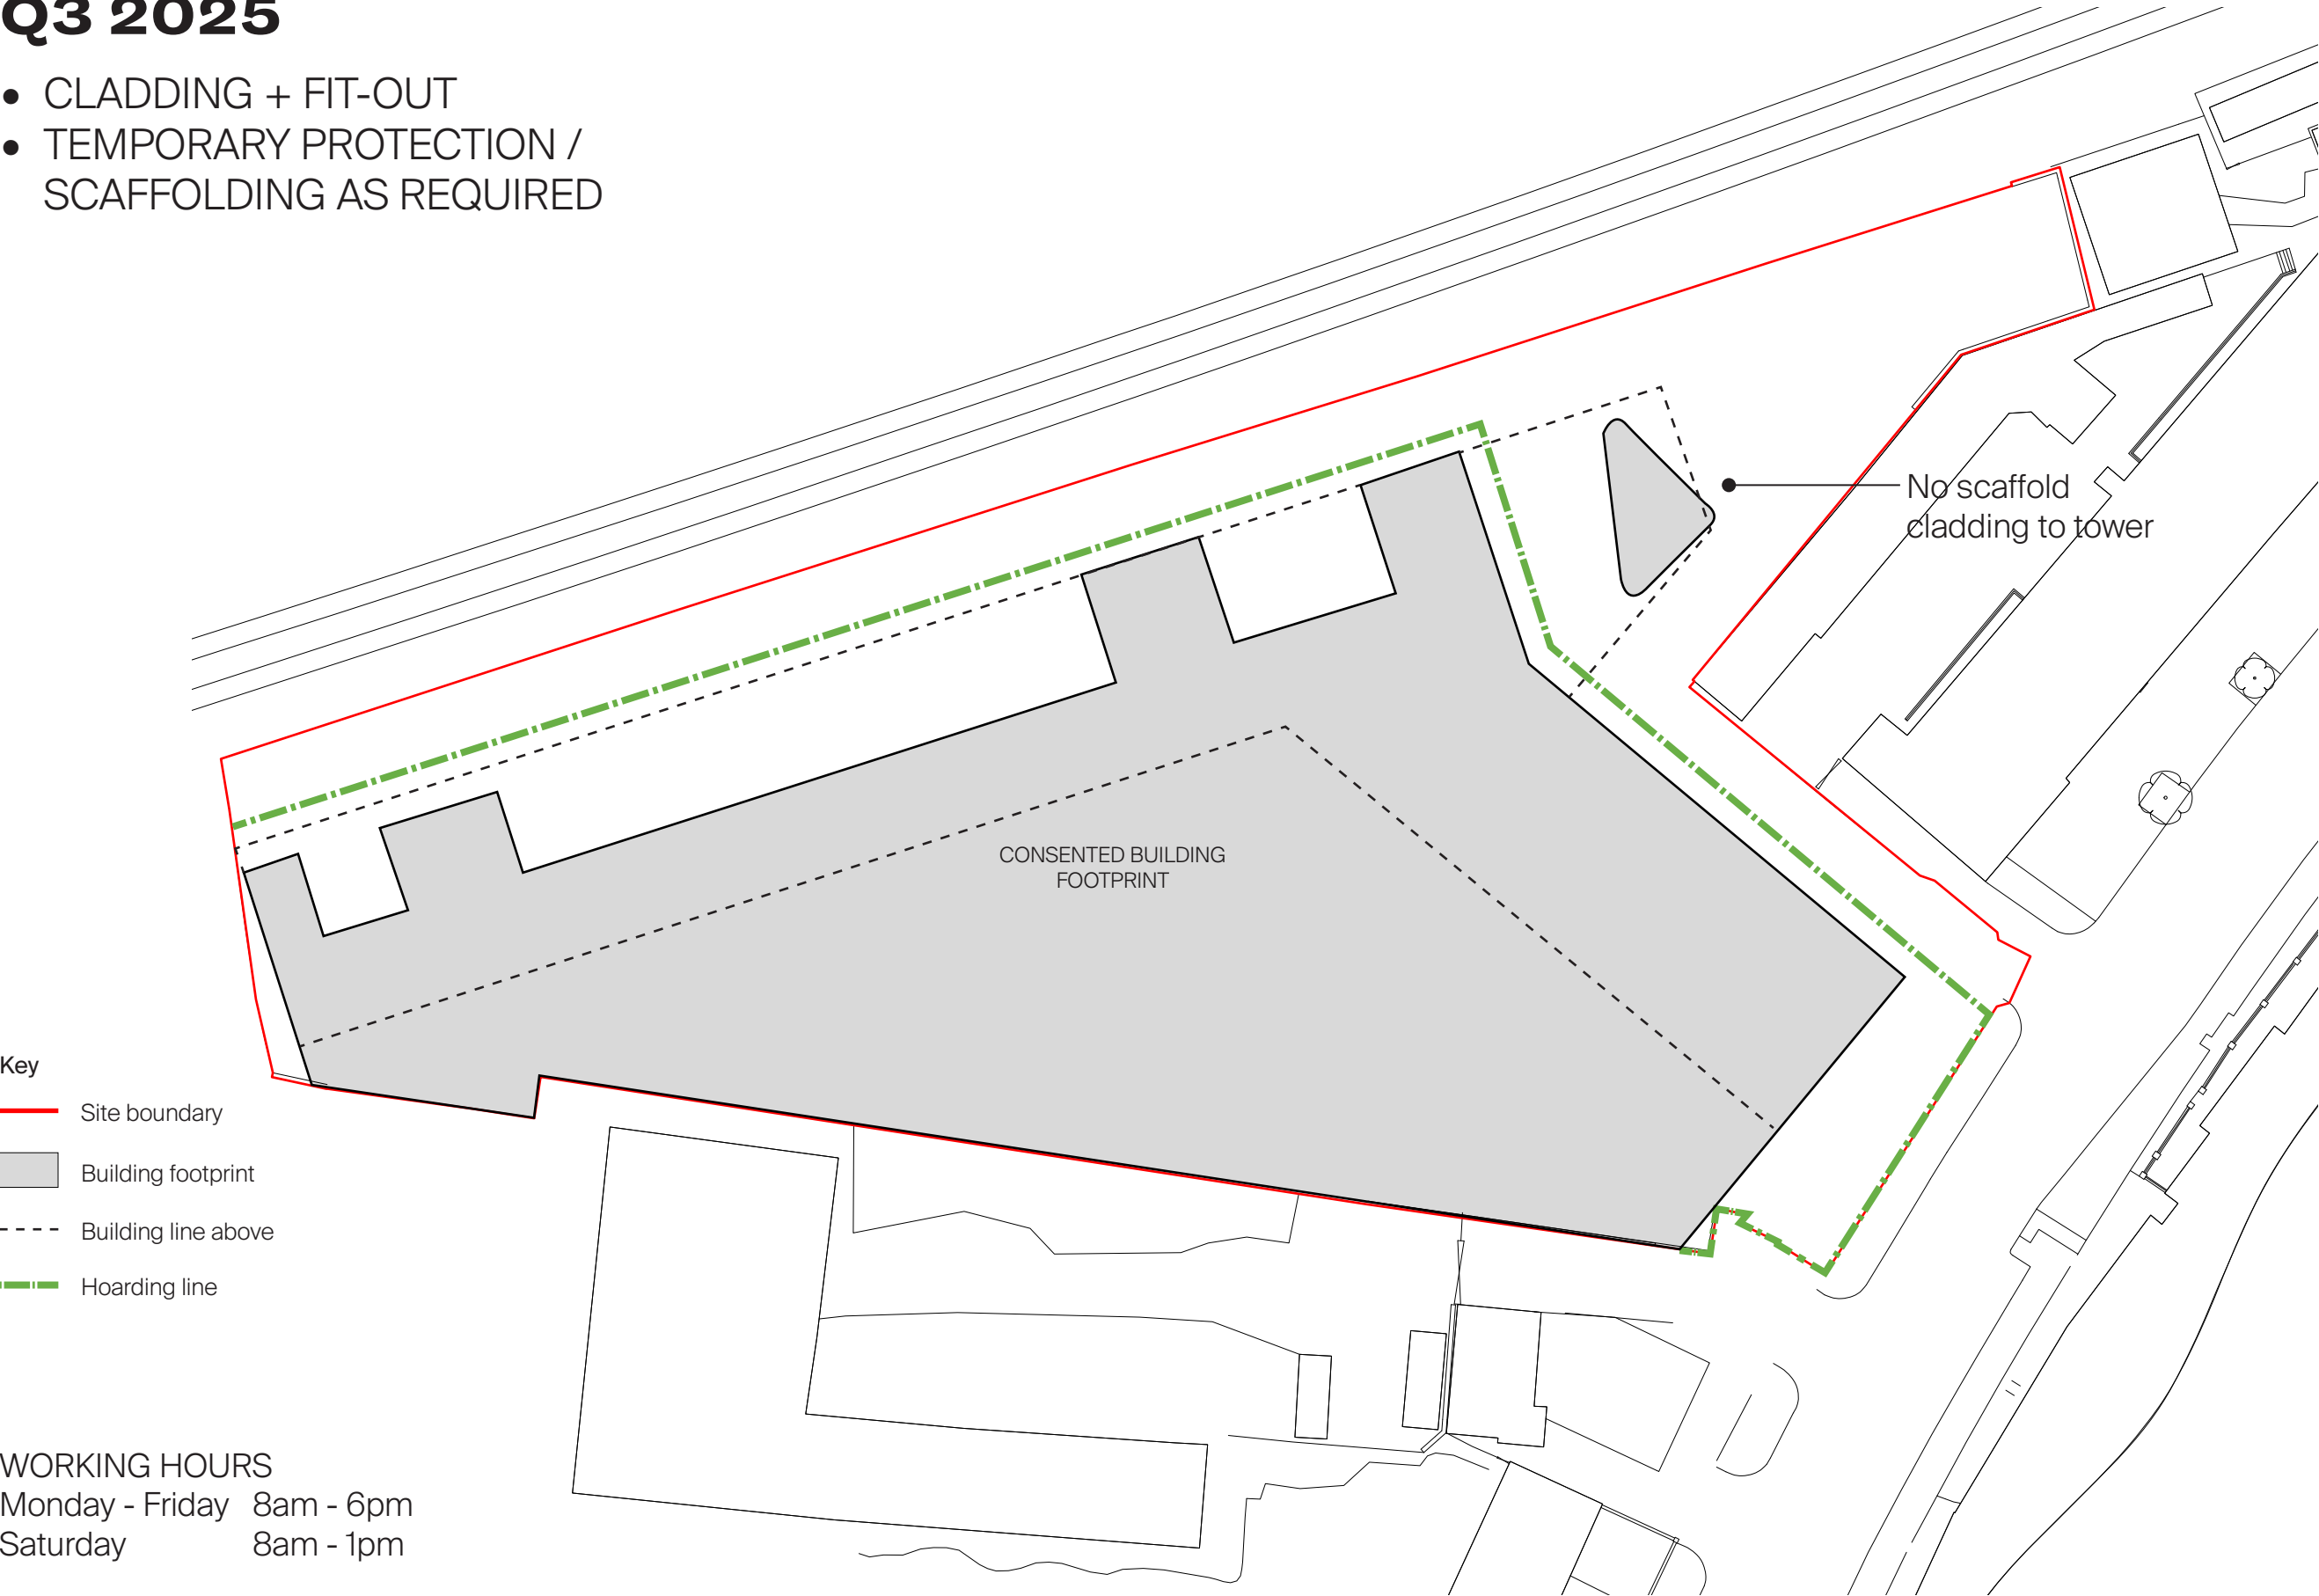 Q3 2025
• CLADDING + FIT-OUT
• TEMPORARY PROTECTION /
SCAFFOLDING AS REQUIRED
No scaffold
cladding to tower
CONSENTED BUILDING
FOOTPRINT
Key
Site boundary
Building footprint
Building line above
Hoarding line
WORKING HOURS
Monday - Friday 8am - 6pm
Saturday 8am - 1pm